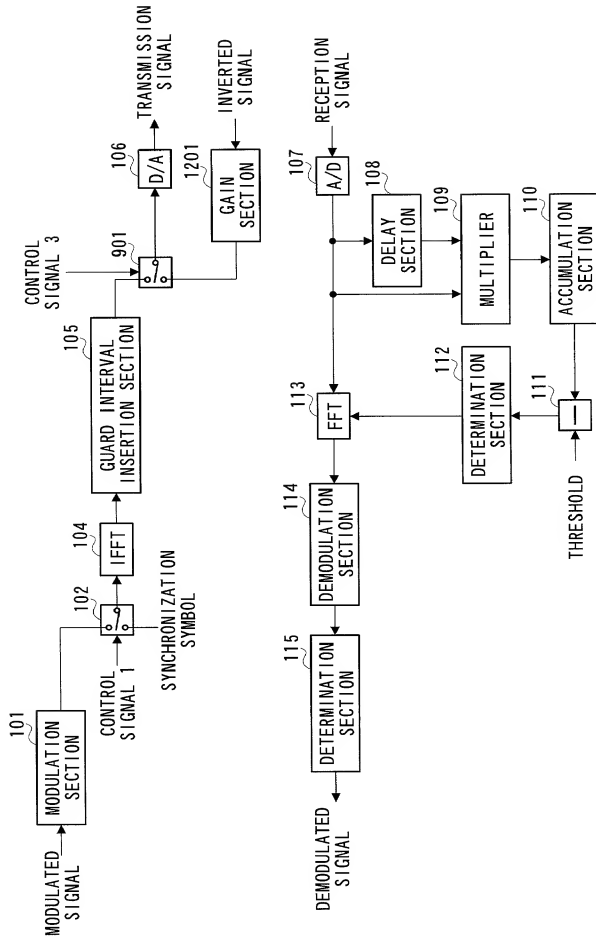 MODULATED
SIGNAL
101
MODULATION
SECTION
102
CONTROL
SIGNAL 1
SYNCHRONIZATION
SYMBOL
104
IFFT
105
GUARD INTERVAL
INSERTION SECTION
CONTROL
SIGNAL 3
901
106
D/A
TRANSMISSION
SIGNAL
1201
GAIN
SECTION
INVERTED
SIGNAL
RECEPTION
SIGNAL
107
A/D
108
DELAY
SECTION
109
MULTIPLIER
110
ACCUMULATION
SECTION
111
THRESHOLD
112
DETERMINATION
SECTION
113
FFT
114
DEMODULATION
SECTION
115
DETERMINATION
SECTION
DEMODULATED
SIGNAL